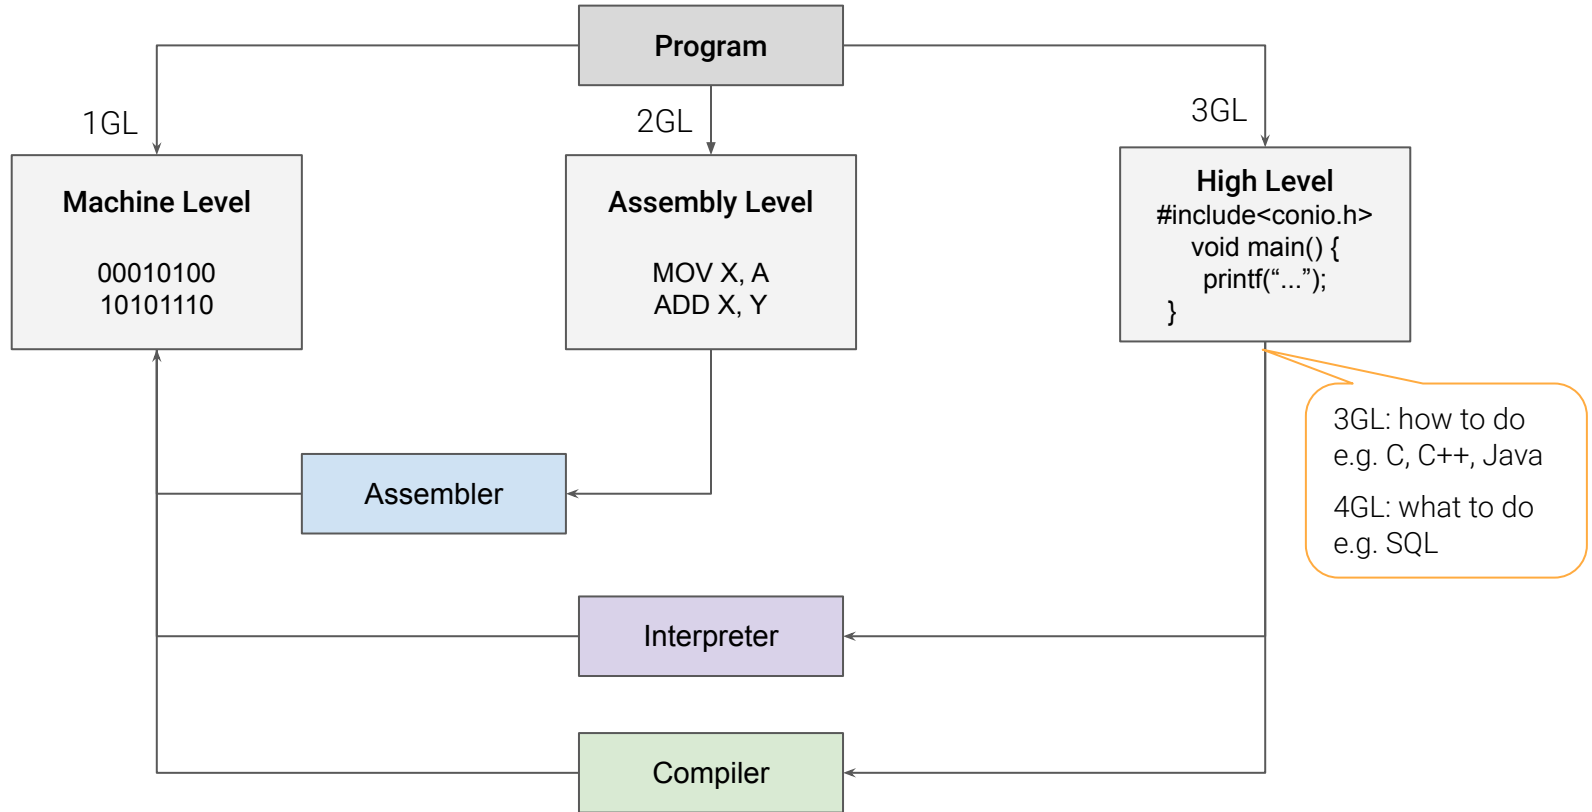 Program
1GL
2GL
3GL
Machine Level
00010100
10101110
Assembly Level
MOV X, A
ADD X, Y
High Level
#include<conio.h>
void main() {
printf(“...”);
}
3GL: how to do
e.g. C, C++, Java
4GL: what to do
e.g. SQL
Assembler
Interpreter
Compiler